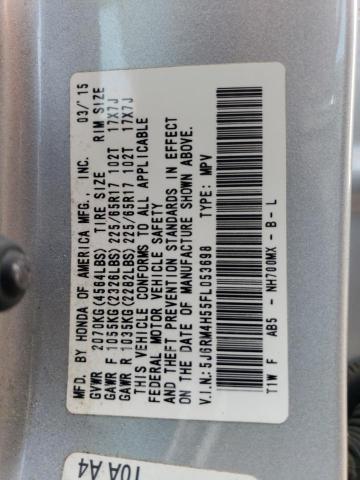 MFD. BY HONDA OF AMERICA MFG., INC. 03/'15
GVWR 2070KG(4564LBS) TIRE SIZE RIM SIZE
GAWR F 1055KG(2326LBS) 225/65R17 102T 17X7J
GAWR R 1035KG(2282LBS) 225/65R17 102T 17X7J
THIS VEHICLE CONFORMS TO ALL APPLICABLE
FEDERAL MOTOR VEHICLE SAFETY
AND THEFT PREVENTION STANDARDS IN EFFECT
ON THE DATE OF MANUFACTURE SHOWN ABOVE.
V.I.N.: 5J6RM4H55FL053698 TYPE: MPV
T1W F AB5 - NH700MX - B - L
10A A4